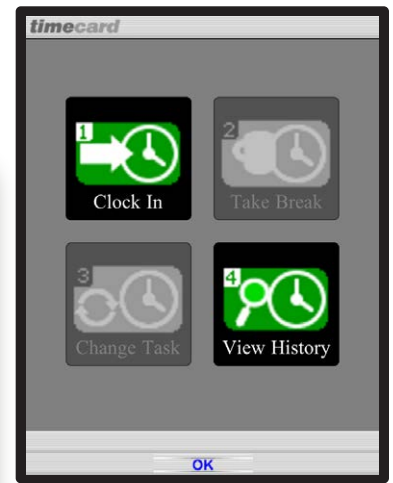 timecard
1
Clock In
2
Take Break
3
Change Task
4
View History
OK